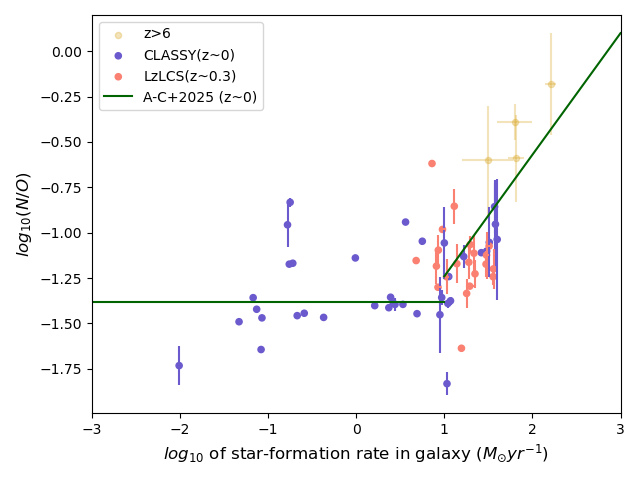 z>6
CLASSY(z~0)
LzLCS(z~0.3)
A-C+2025 (z~0)
0.00
−0.25
−0.50
−0.75
−1.00
−1.25
−1.50
−1.75
log₁₀(N/O)
−3 −2 −1 0 1 2 3
log₁₀ of star-formation rate in galaxy (M⊙yr⁻¹)